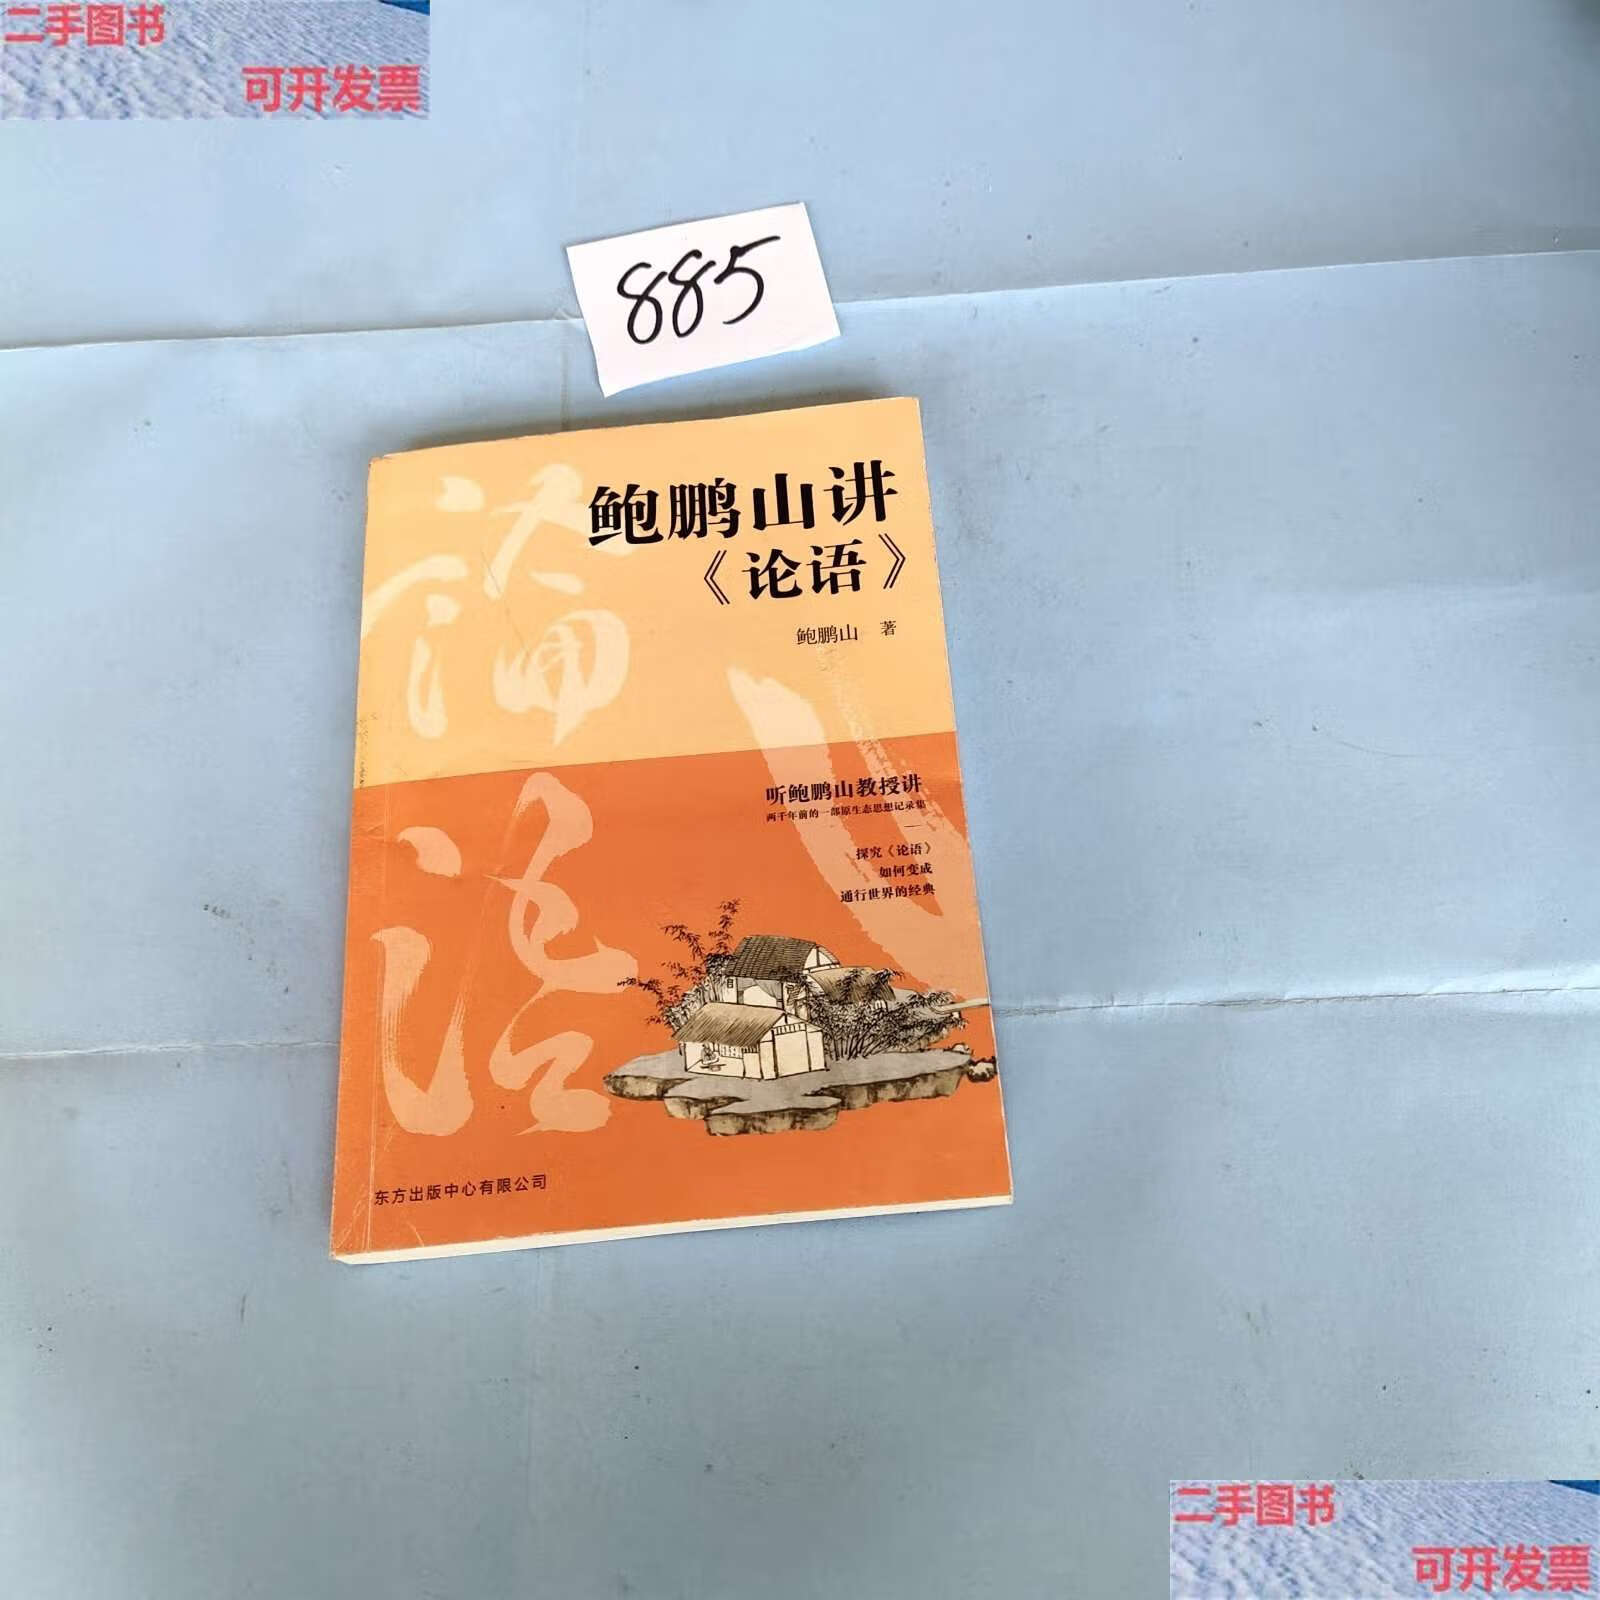 二手图书
可开发票
885
鲍鹏山讲
《论语》
鲍鹏山 著
論
语
听鲍鹏山教授讲
两千年前的一部原生态思想记录集
探究《论语》
如何变成
通行世界的经典
东方出版中心有限公司
二手图书
可开发票